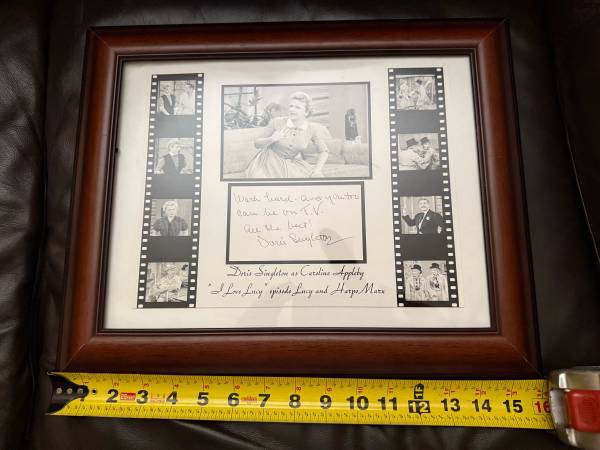 Work hard - and you too
can be on T.V.
All the best!
Doris Singleton
Doris Singleton as Caroline Appleby
"I Love Lucy" episode Lucy and Harpo Marx
1 2 3 4 5 6 7 8 9 10 11 12 13 14 15 16